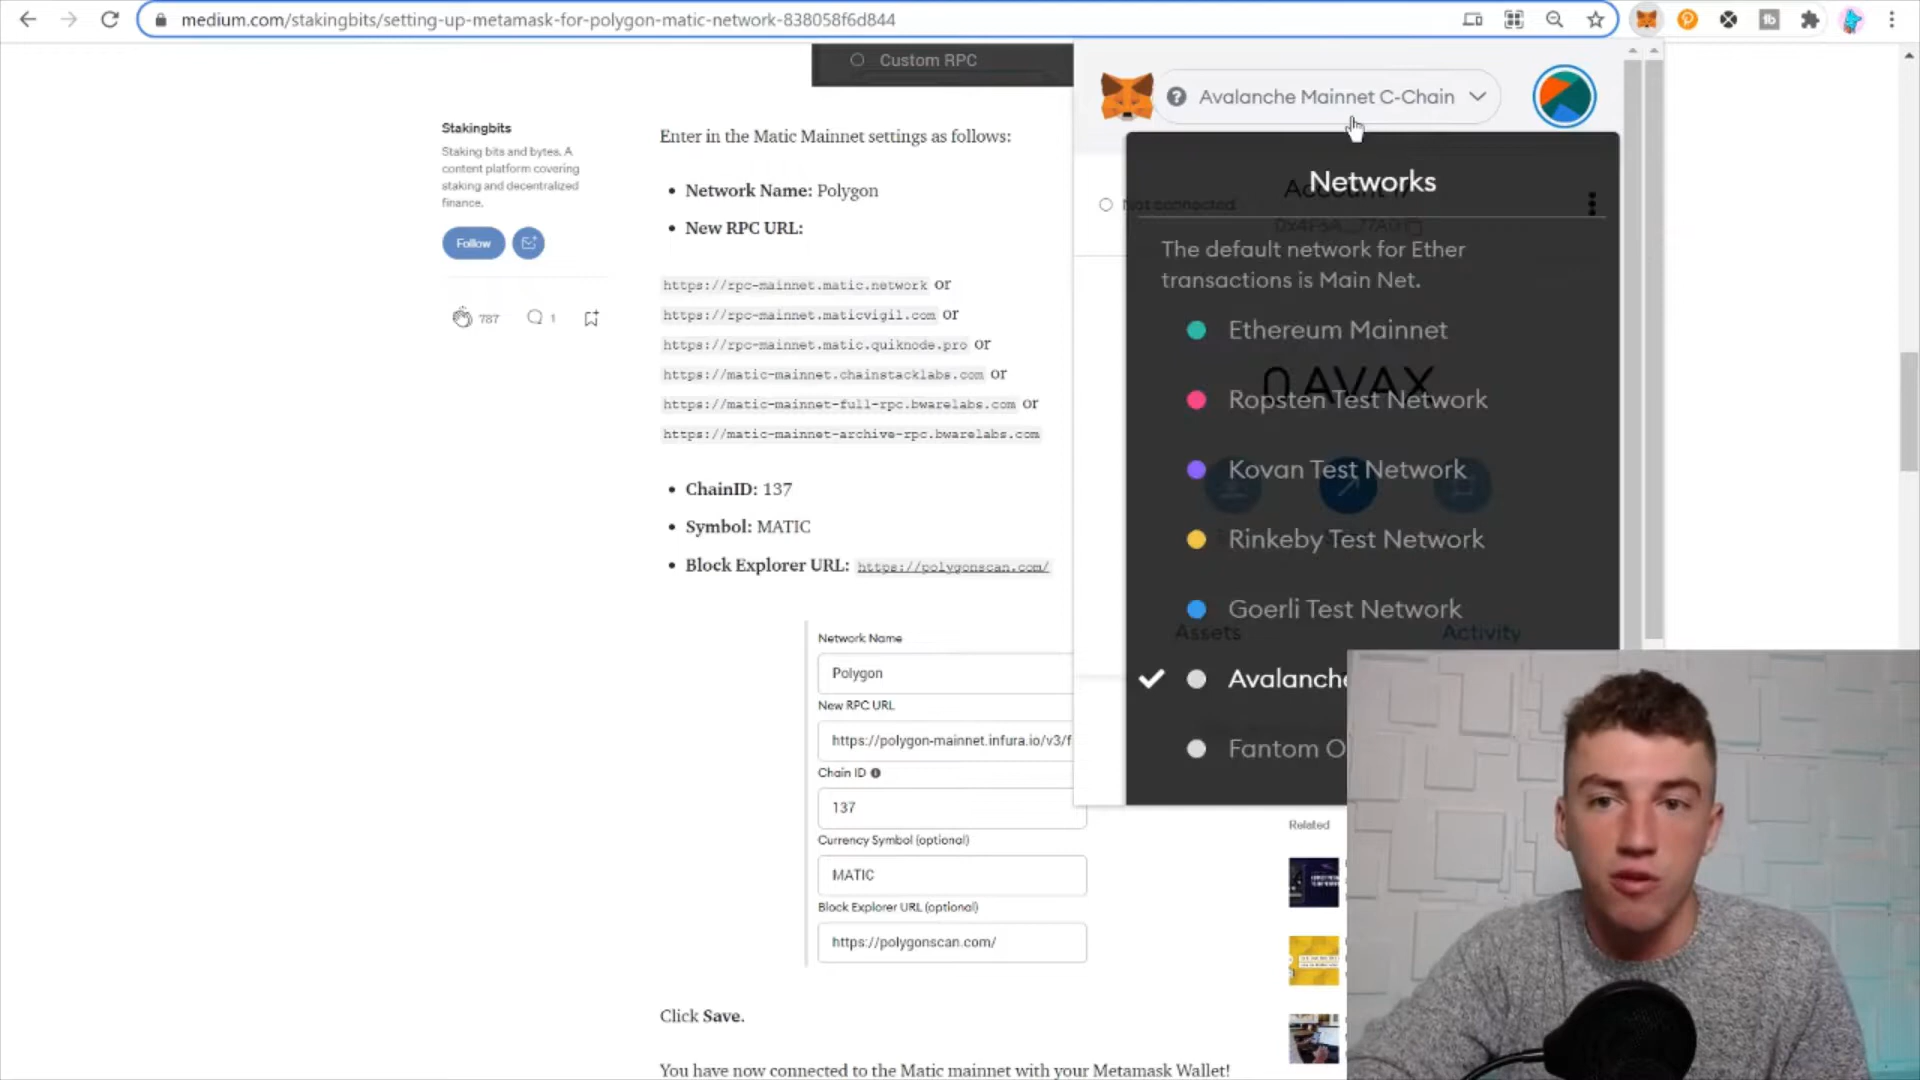 medium.com/stakingbits/setting-up-metamask-for-polygon-matic-network-838058f6d844
Custom RPC
Stakingbits
Staking bits and bytes. A
content platform covering
staking and decentralized
finance.
Follow
787
1
Enter in the Matic Mainnet settings as follows:
• Network Name: Polygon
• New RPC URL:
https://rpc-mainnet.matic.network or
https://rpc-mainnet.maticvigil.com or
https://rpc-mainnet.matic.quiknode.pro or
https://matic-mainnet.chainstacklabs.com or
https://matic-mainnet-full-rpc.bwarelabs.com or
https://matic-mainnet-archive-rpc.bwarelabs.com
• ChainID: 137
• Symbol: MATIC
• Block Explorer URL: https://polygonscan.com/
Network Name
Polygon
New RPC URL
https://polygon-mainnet.infura.io/v3/f
Chain ID
137
Currency Symbol (optional)
MATIC
Block Explorer URL (optional)
https://polygonscan.com/
Click Save.
You have now connected to the Matic mainnet with your Metamask Wallet!
Avalanche Mainnet C-Chain
Networks
Not connected
The default network for Ether
transactions is Main Net.
Ethereum Mainnet
0 AVAX
Ropsten Test Network
Kovan Test Network
Rinkeby Test Network
Goerli Test Network
Assets
Activity
Avalanche
Fantom O
Related